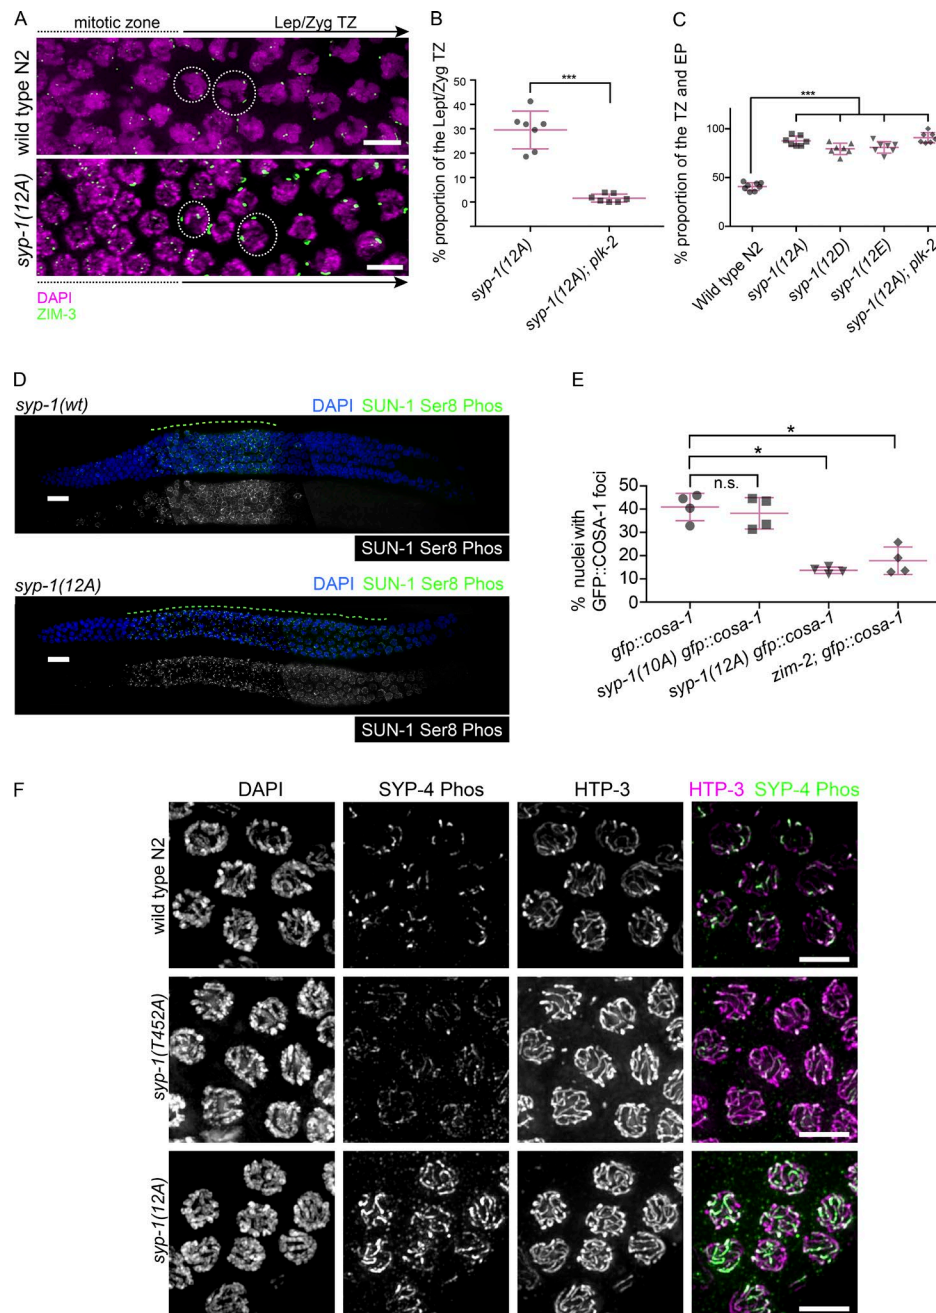 A
mitotic zone
Lep/Zyg TZ
wild type N2
syp-1(12A)
DAPI
ZIM-3
B
% proportion of the Lept/Zyg TZ
50
40
30
20
10
0
***
syp-1(12A)
syp-1(12A); plk-2
C
% proportion of the TZ and EP
100
50
0
***
Wild type N2
syp-1(12A)
syp-1(12D)
syp-1(12E)
syp-1(12A); plk-2
D
syp-1(wt)
DAPI SUN-1 Ser8 Phos
SUN-1 Ser8 Phos
syp-1(12A)
DAPI SUN-1 Ser8 Phos
SUN-1 Ser8 Phos
E
% nuclei with
GFP::COSA-1 foci
50
40
30
20
10
0
*
*
n.s.
gfp::cosa-1
syp-1(10A) gfp::cosa-1
syp-1(12A) gfp::cosa-1
zim-2; gfp::cosa-1
F
DAPI
SYP-4 Phos
HTP-3
HTP-3 SYP-4 Phos
wild type N2
syp-1(T452A)
syp-1(12A)